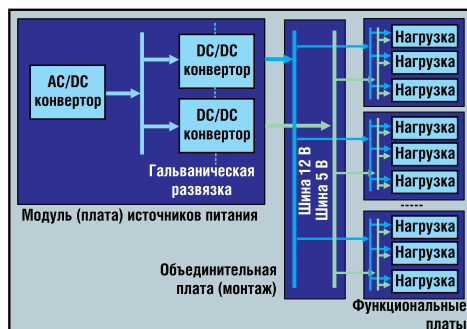 AC/DC
конвертор
DC/DC
конвертор
DC/DC
конвертор
Гальваническая
развязка
Модуль (плата) источников питания
Шина 12 В
Шина 5 В
Объединительная
плата (монтаж)
Нагрузка
Нагрузка
Нагрузка
Нагрузка
Нагрузка
Нагрузка
Нагрузка
Нагрузка
Нагрузка
Функциональные
платы